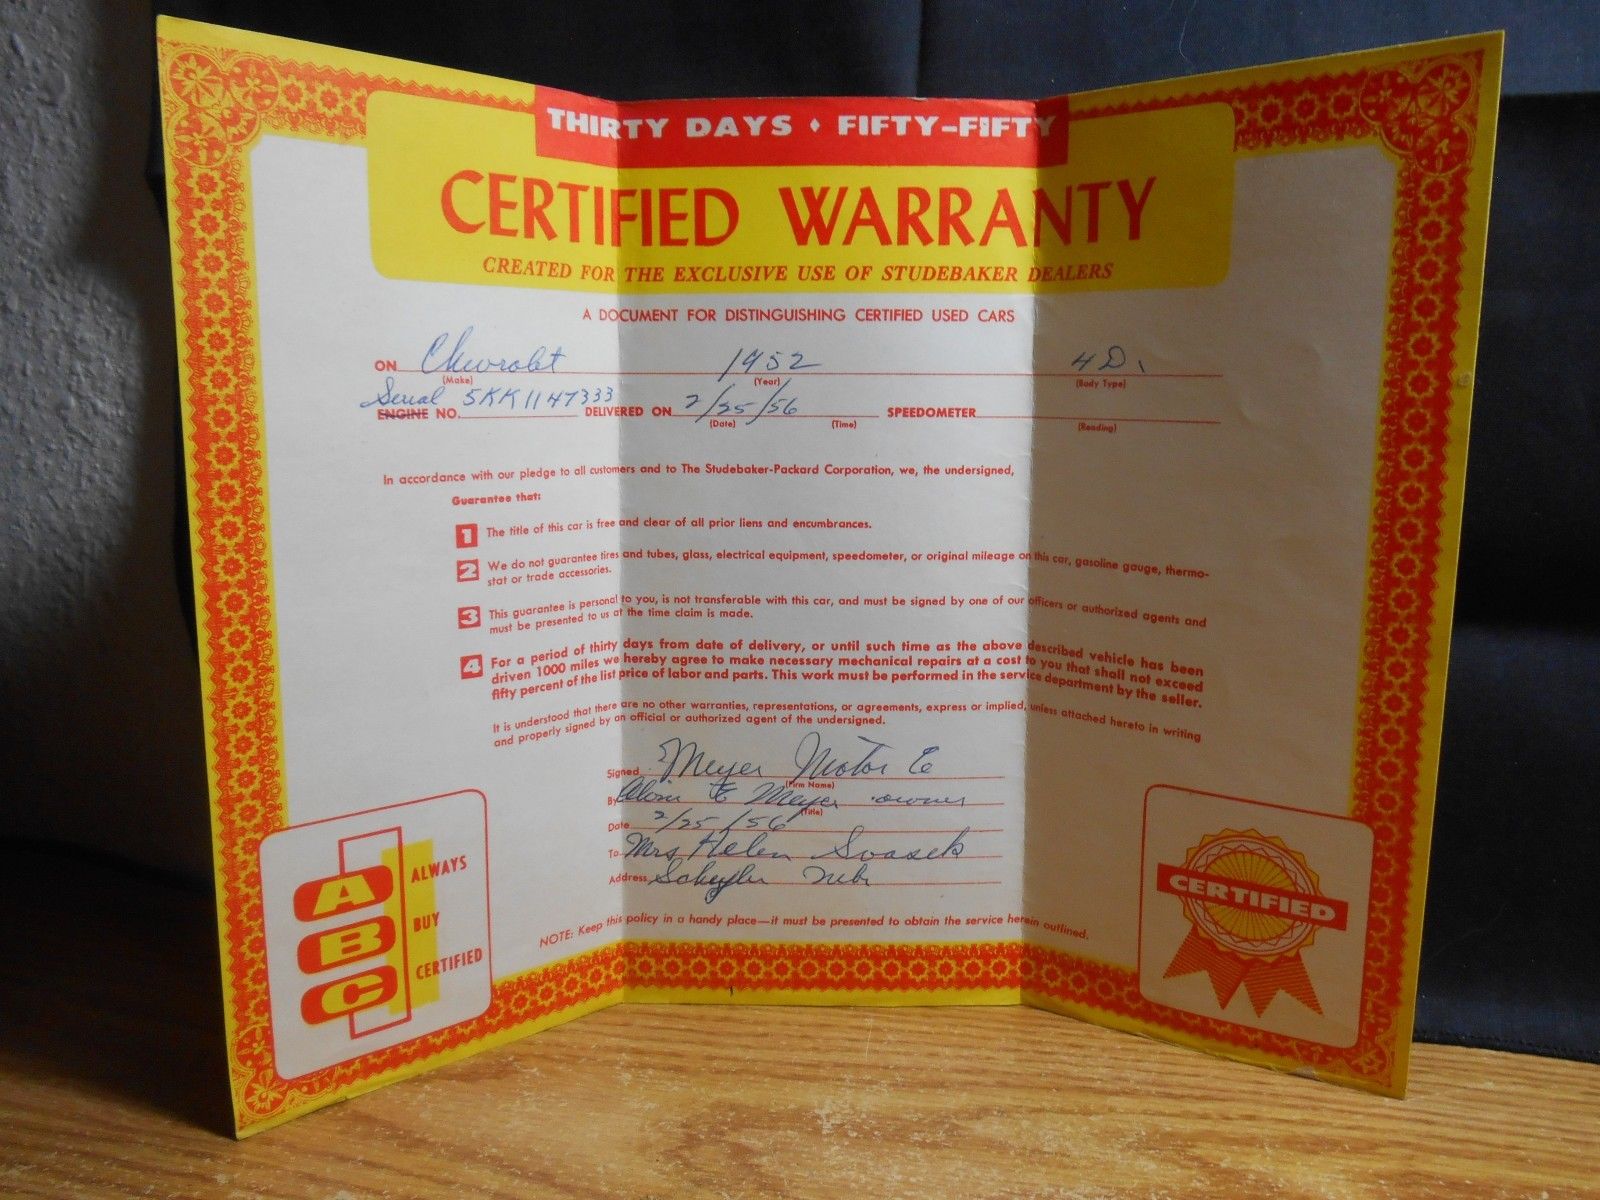 THIRTY DAYS • FIFTY-FIFTY
CERTIFIED WARRANTY
CREATED FOR THE EXCLUSIVE USE OF STUDEBAKER DEALERS
A DOCUMENT FOR DISTINGUISHING CERTIFIED USED CARS
ON Chevrolet 1952 4D.
(Make) (Year) (Body Type)
Serial 5KK1147333 2/25/56
ENGINE NO. DELIVERED ON SPEEDOMETER
(Date) (Time) (Reading)
In accordance with our pledge to all customers and to The Studebaker-Packard Corporation, we, the undersigned,
Guarantee that:
1 The title of this car is free and clear of all prior liens and encumbrances.
2 We do not guarantee tires and tubes, glass, electrical equipment, speedometer, or original mileage on this car, gasoline gauge, thermo-
stat or trade accessories.
3 This guarantee is personal to you, is not transferable with this car, and must be signed by one of our officers or authorized agents and
must be presented to us at the time claim is made.
4 For a period of thirty days from date of delivery, or until such time as the above described vehicle has been
driven 1000 miles we hereby agree to make necessary mechanical repairs at a cost to you that shall not exceed
fifty percent of the list price of labor and parts. This work must be performed in the service department by the seller.
It is understood that there are no other warranties, representations, or agreements, express or implied, unless attached hereto in writing
and properly signed by an official or authorized agent of the undersigned.
Signed Meyer Motor Co
(Firm Name)
By E Meyer owner
(Title)
Date 2/25/56
To Mrs Helen
Address Schuyler Nebr
NOTE: Keep this policy in a handy place—it must be presented to obtain the service herein outlined.
A ALWAYS
B BUY
C CERTIFIED
CERTIFIED